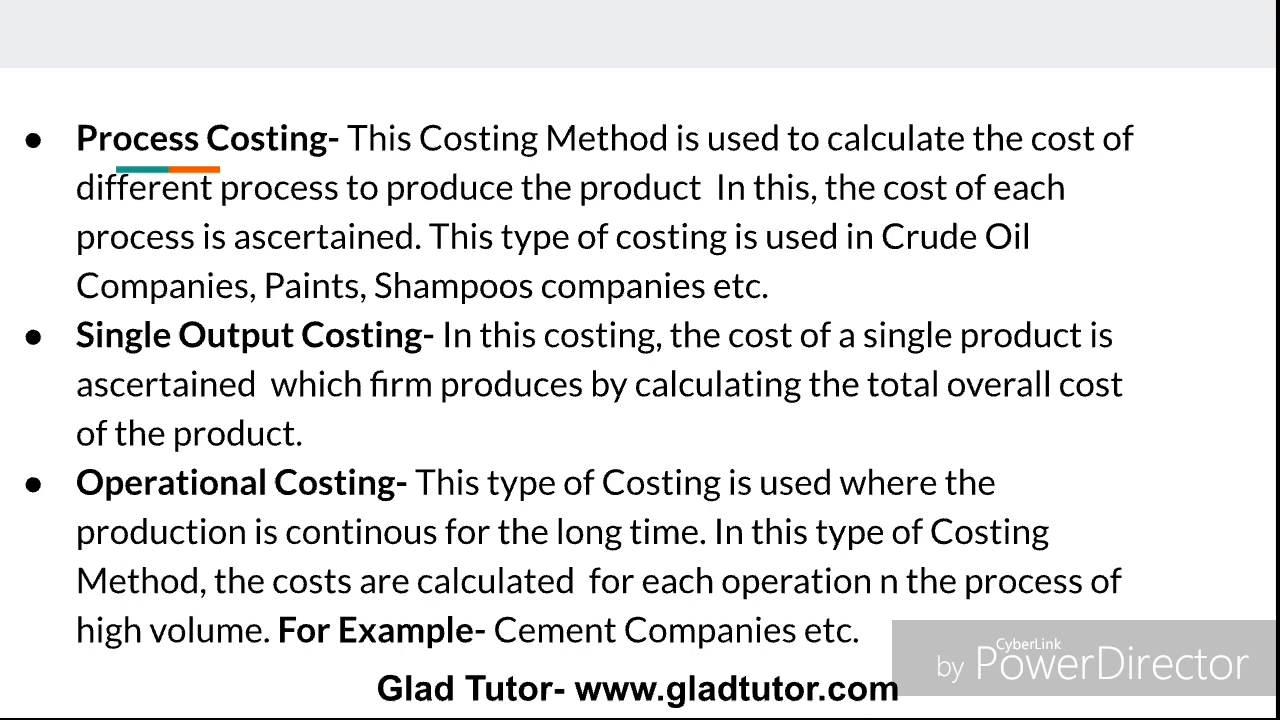 ● Process Costing- This Costing Method is used to calculate the cost of
different process to produce the product  In this, the cost of each
process is ascertained. This type of costing is used in Crude Oil
Companies, Paints, Shampoos companies etc.
● Single Output Costing- In this costing, the cost of a single product is
ascertained  which firm produces by calculating the total overall cost
of the product.
● Operational Costing- This type of Costing is used where the
production is continous for the long time. In this type of Costing
Method, the costs are calculated  for each operation n the process of
high volume. For Example- Cement Companies etc.
CyberLink
by PowerDirector
Glad Tutor- www.gladtutor.com